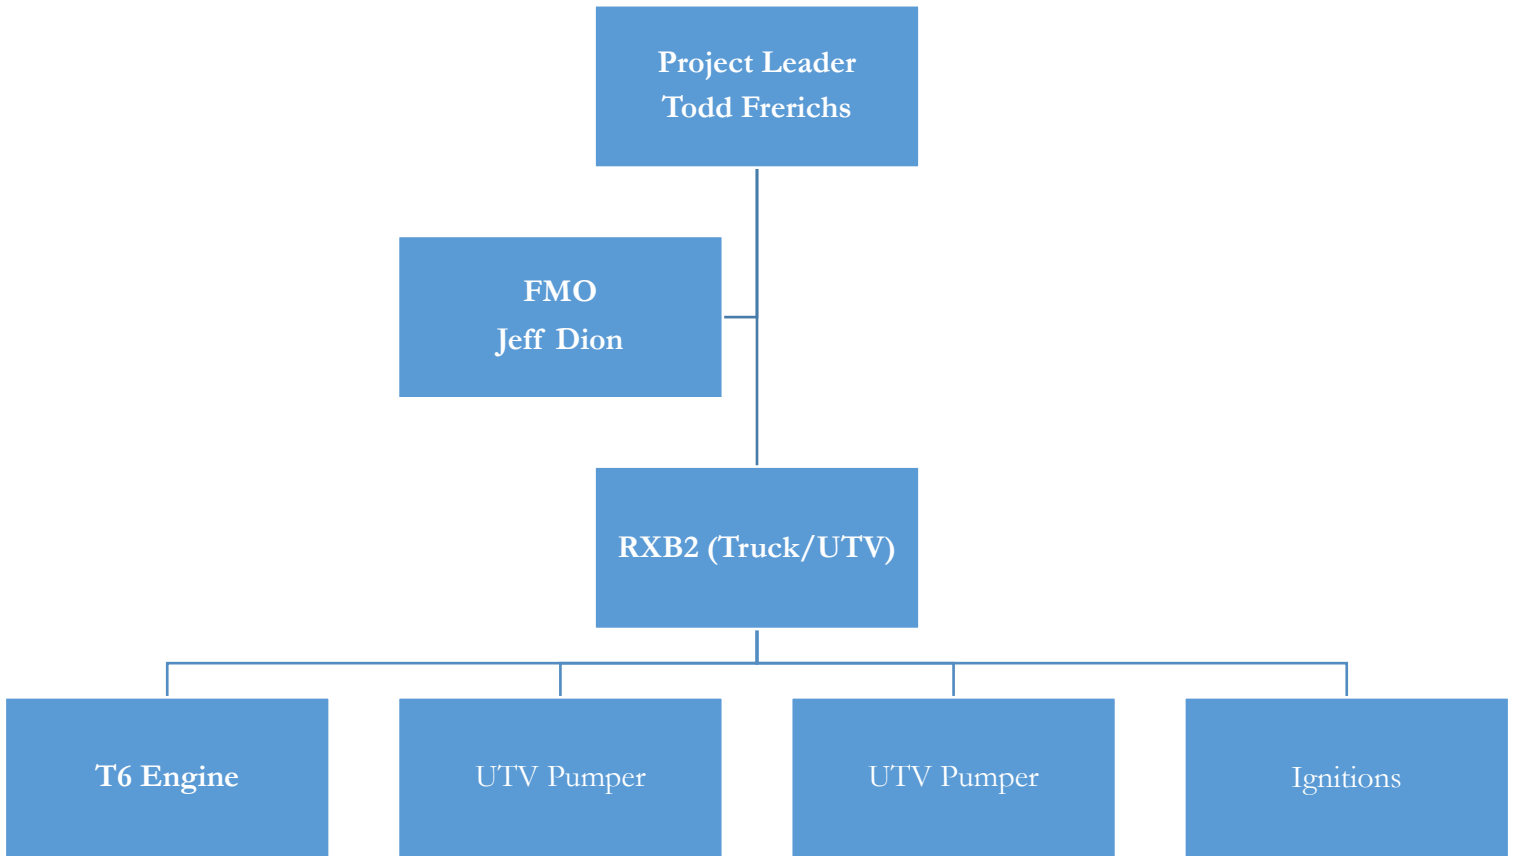 Project Leader
Todd Frerichs
FMO
Jeff Dion
RXB2 (Truck/UTV)
T6 Engine
UTV Pumper
UTV Pumper
Ignitions